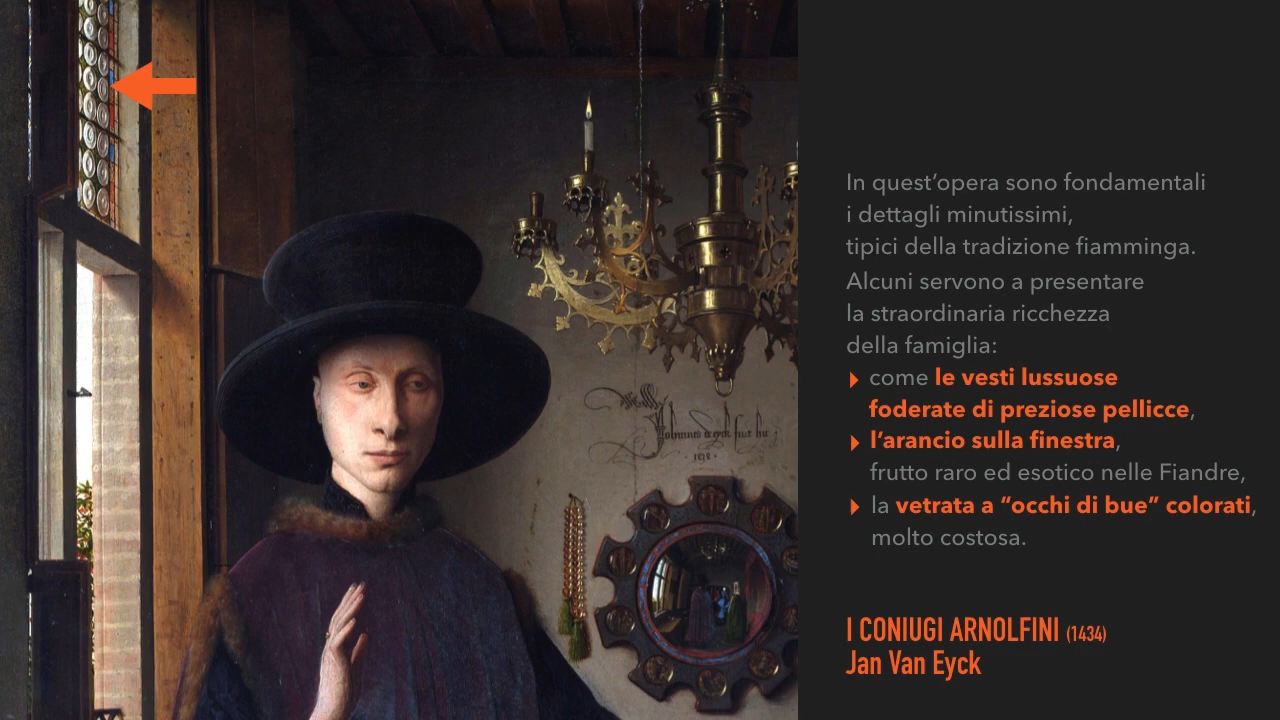 In quest’opera sono fondamentali
i dettagli minutissimi,
tipici della tradizione fiamminga.
Alcuni servono a presentare
la straordinaria ricchezza
della famiglia:
come le vesti lussuose
foderate di preziose pellicce,
l’arancio sulla finestra,
frutto raro ed esotico nelle Fiandre,
la vetrata a “occhi di bue” colorati,
molto costosa.
I CONIUGI ARNOLFINI (1434)
Jan Van Eyck